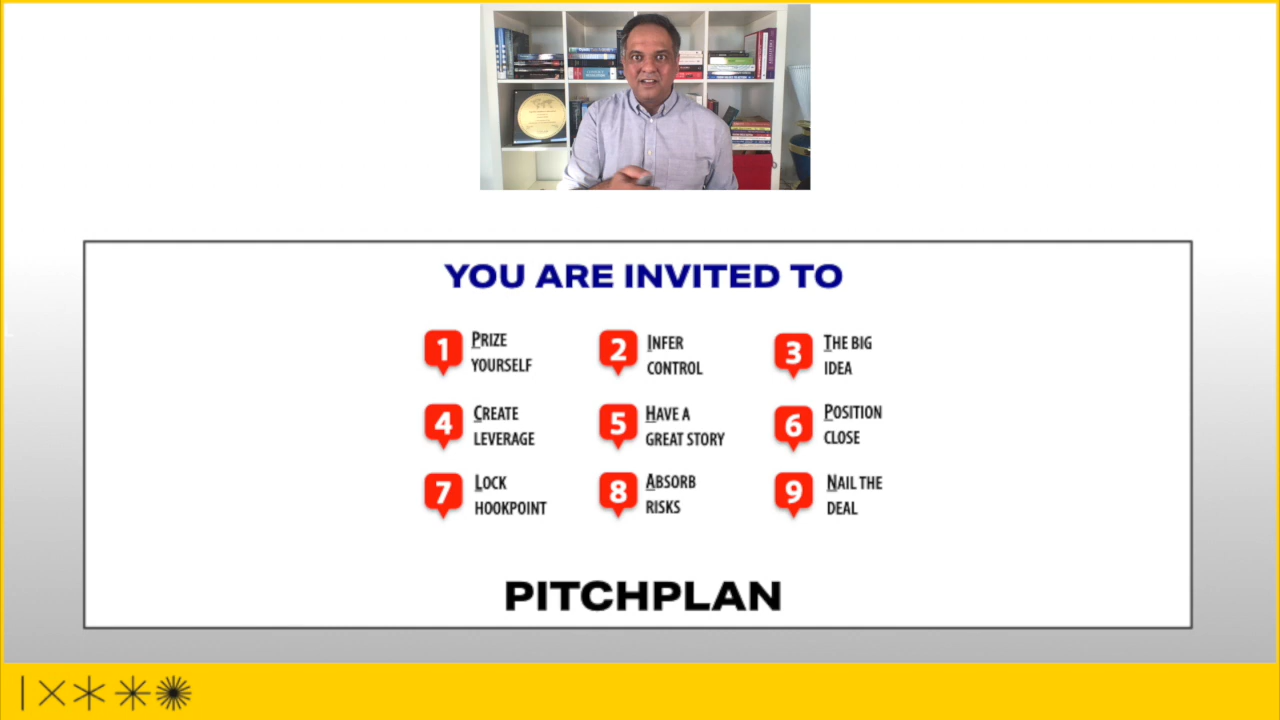 YOU ARE INVITED TO
1 PRIZE
YOURSELF
2 INFER
CONTROL
3 THE BIG
IDEA
4 CREATE
LEVERAGE
5 HAVE A
GREAT STORY
6 POSITION
CLOSE
7 LOCK
HOOKPOINT
8 ABSORB
RISKS
9 NAIL THE
DEAL
PITCHPLAN